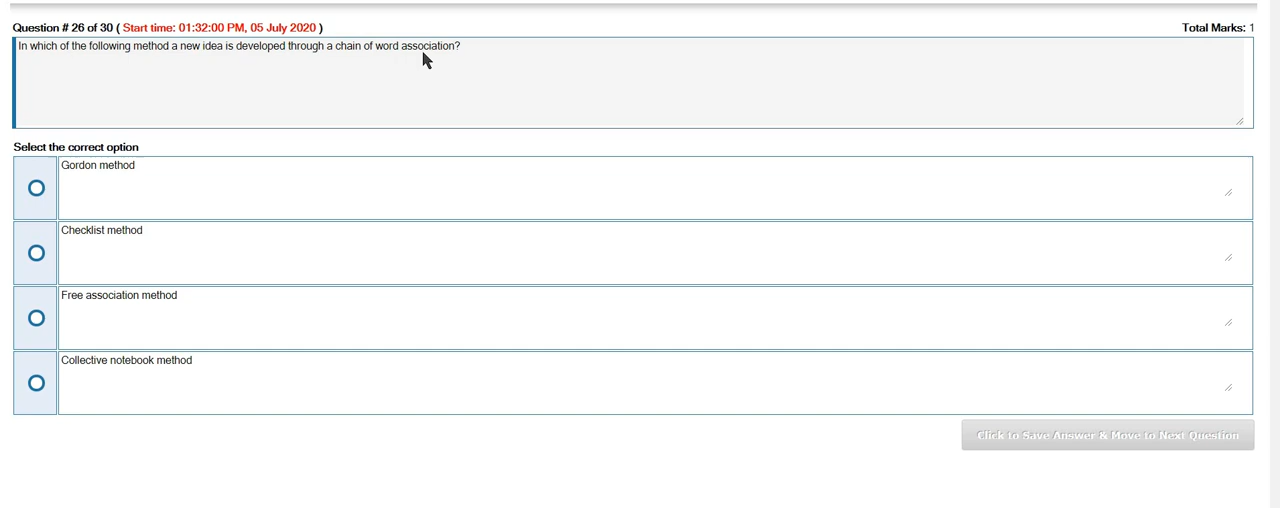 Question # 26 of 30 ( Start time: 01:32:00 PM, 05 July 2020 ) Total Marks: 1
In which of the following method a new idea is developed through a chain of word association?
Select the correct option
Gordon method
Checklist method
Free association method
Collective notebook method
Click to Save Answer & Move to Next Question